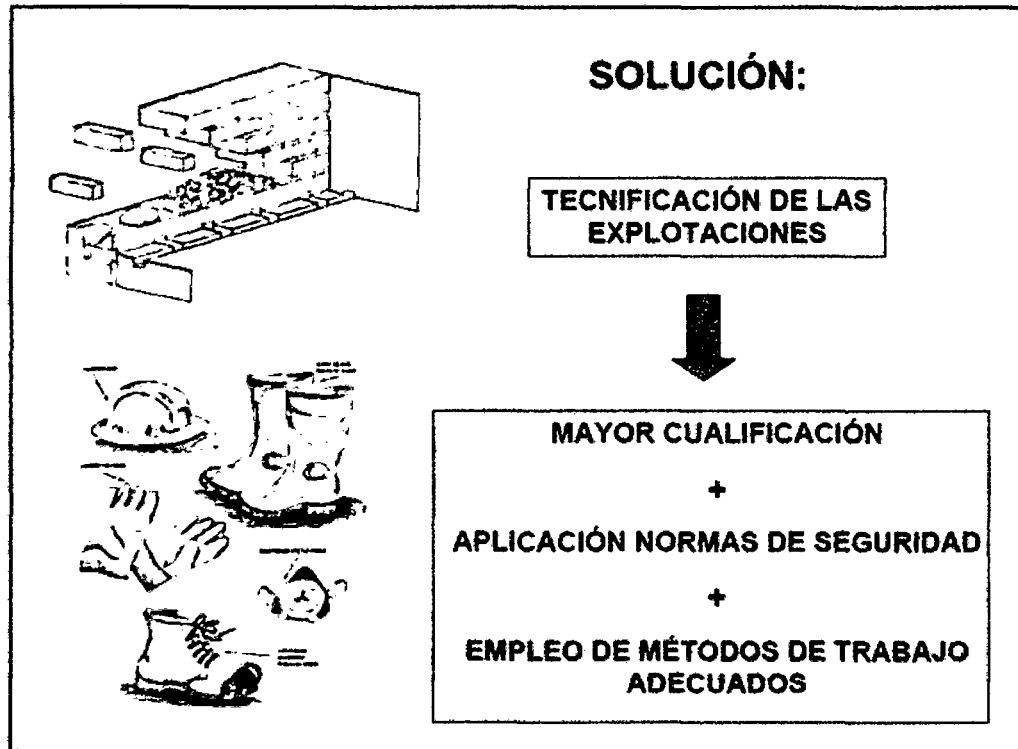 SOLUCIÓN:
TECNIFICACIÓN DE LAS
EXPLOTACIONES
MAYOR CUALIFICACIÓN
+
APLICACIÓN NORMAS DE SEGURIDAD
+
EMPLEO DE MÉTODOS DE TRABAJO
ADECUADOS